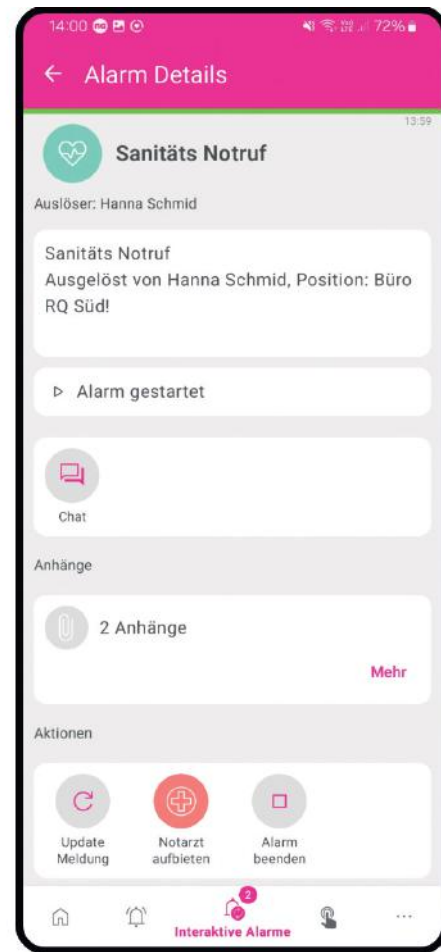 14:00
72%
Alarm Details
13:59
Sanitäts Notruf
Auslöser: Hanna Schmid
Sanitäts Notruf
Ausgelöst von Hanna Schmid, Position: Büro
RQ Süd!
Alarm gestartet
Chat
Anhänge
2 Anhänge
Mehr
Aktionen
Update
Meldung
Notarzt
aufbieten
Alarm
beenden
2
Interaktive Alarme